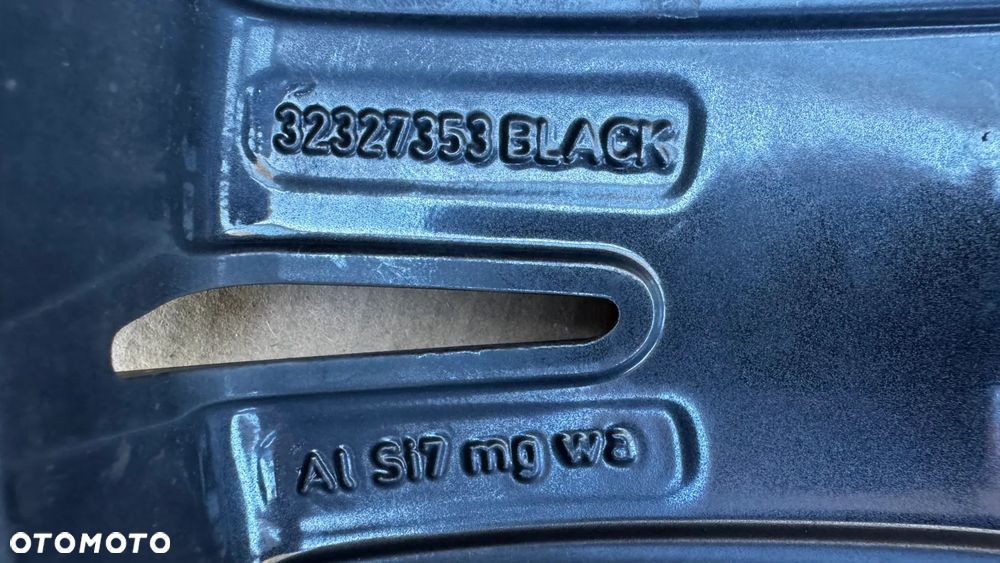 32327353 BLACK
Al Si7 mg wa
OTOMOTO